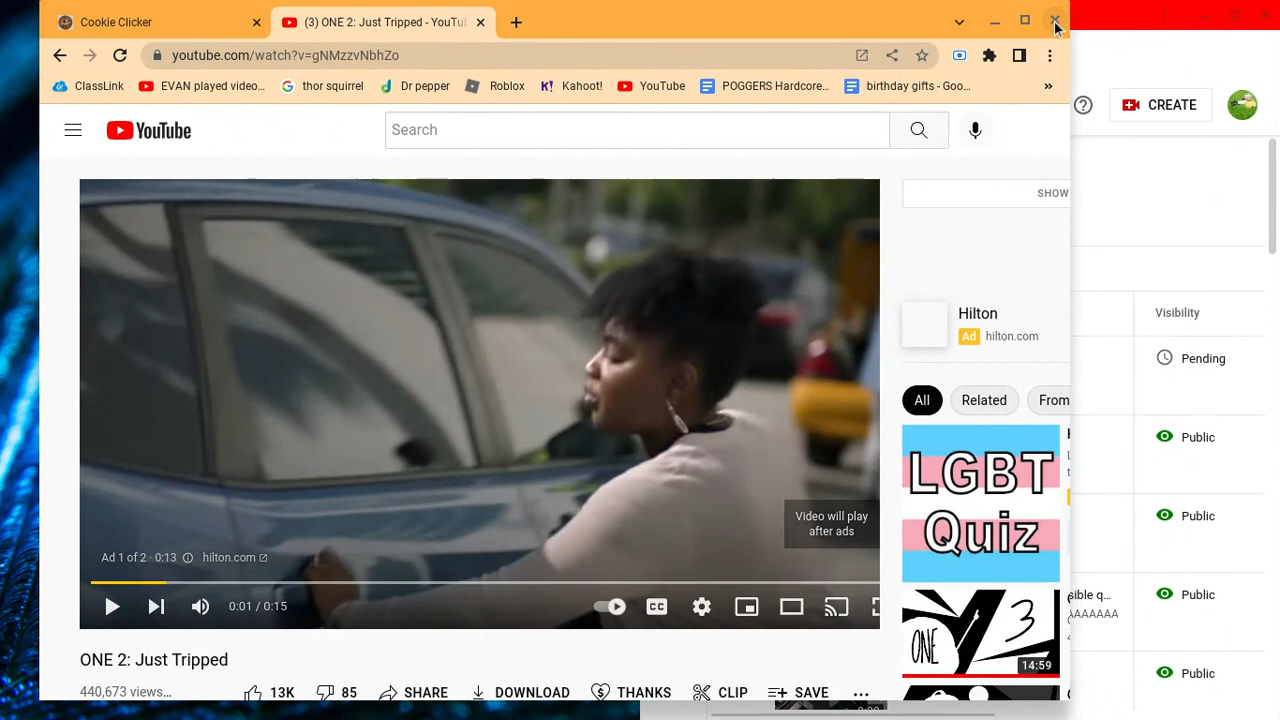 Cookie Clicker
(3) ONE 2: Just Tripped - YouTu
youtube.com/watch?v=gNMzzvNbhZo
ClassLink
EVAN played video...
thor squirrel
Dr pepper
Roblox
Kahoot!
YouTube
POGGERS Hardcore...
birthday gifts - Goo...
»
CREATE
YouTube
Search
SHOW
Hilton
Ad hilton.com
Visibility
Pending
All
Related
From
Public
LGBT
Quiz
Public
Video will play
after ads
Ad 1 of 2 · 0:13
hilton.com
0:01 / 0:15
CC
Public
sible q...
AAAAAAA
ONE
3
14:59
ONE 2: Just Tripped
Public
440,673 views...
13K
85
SHARE
DOWNLOAD
THANKS
CLIP
SAVE
...